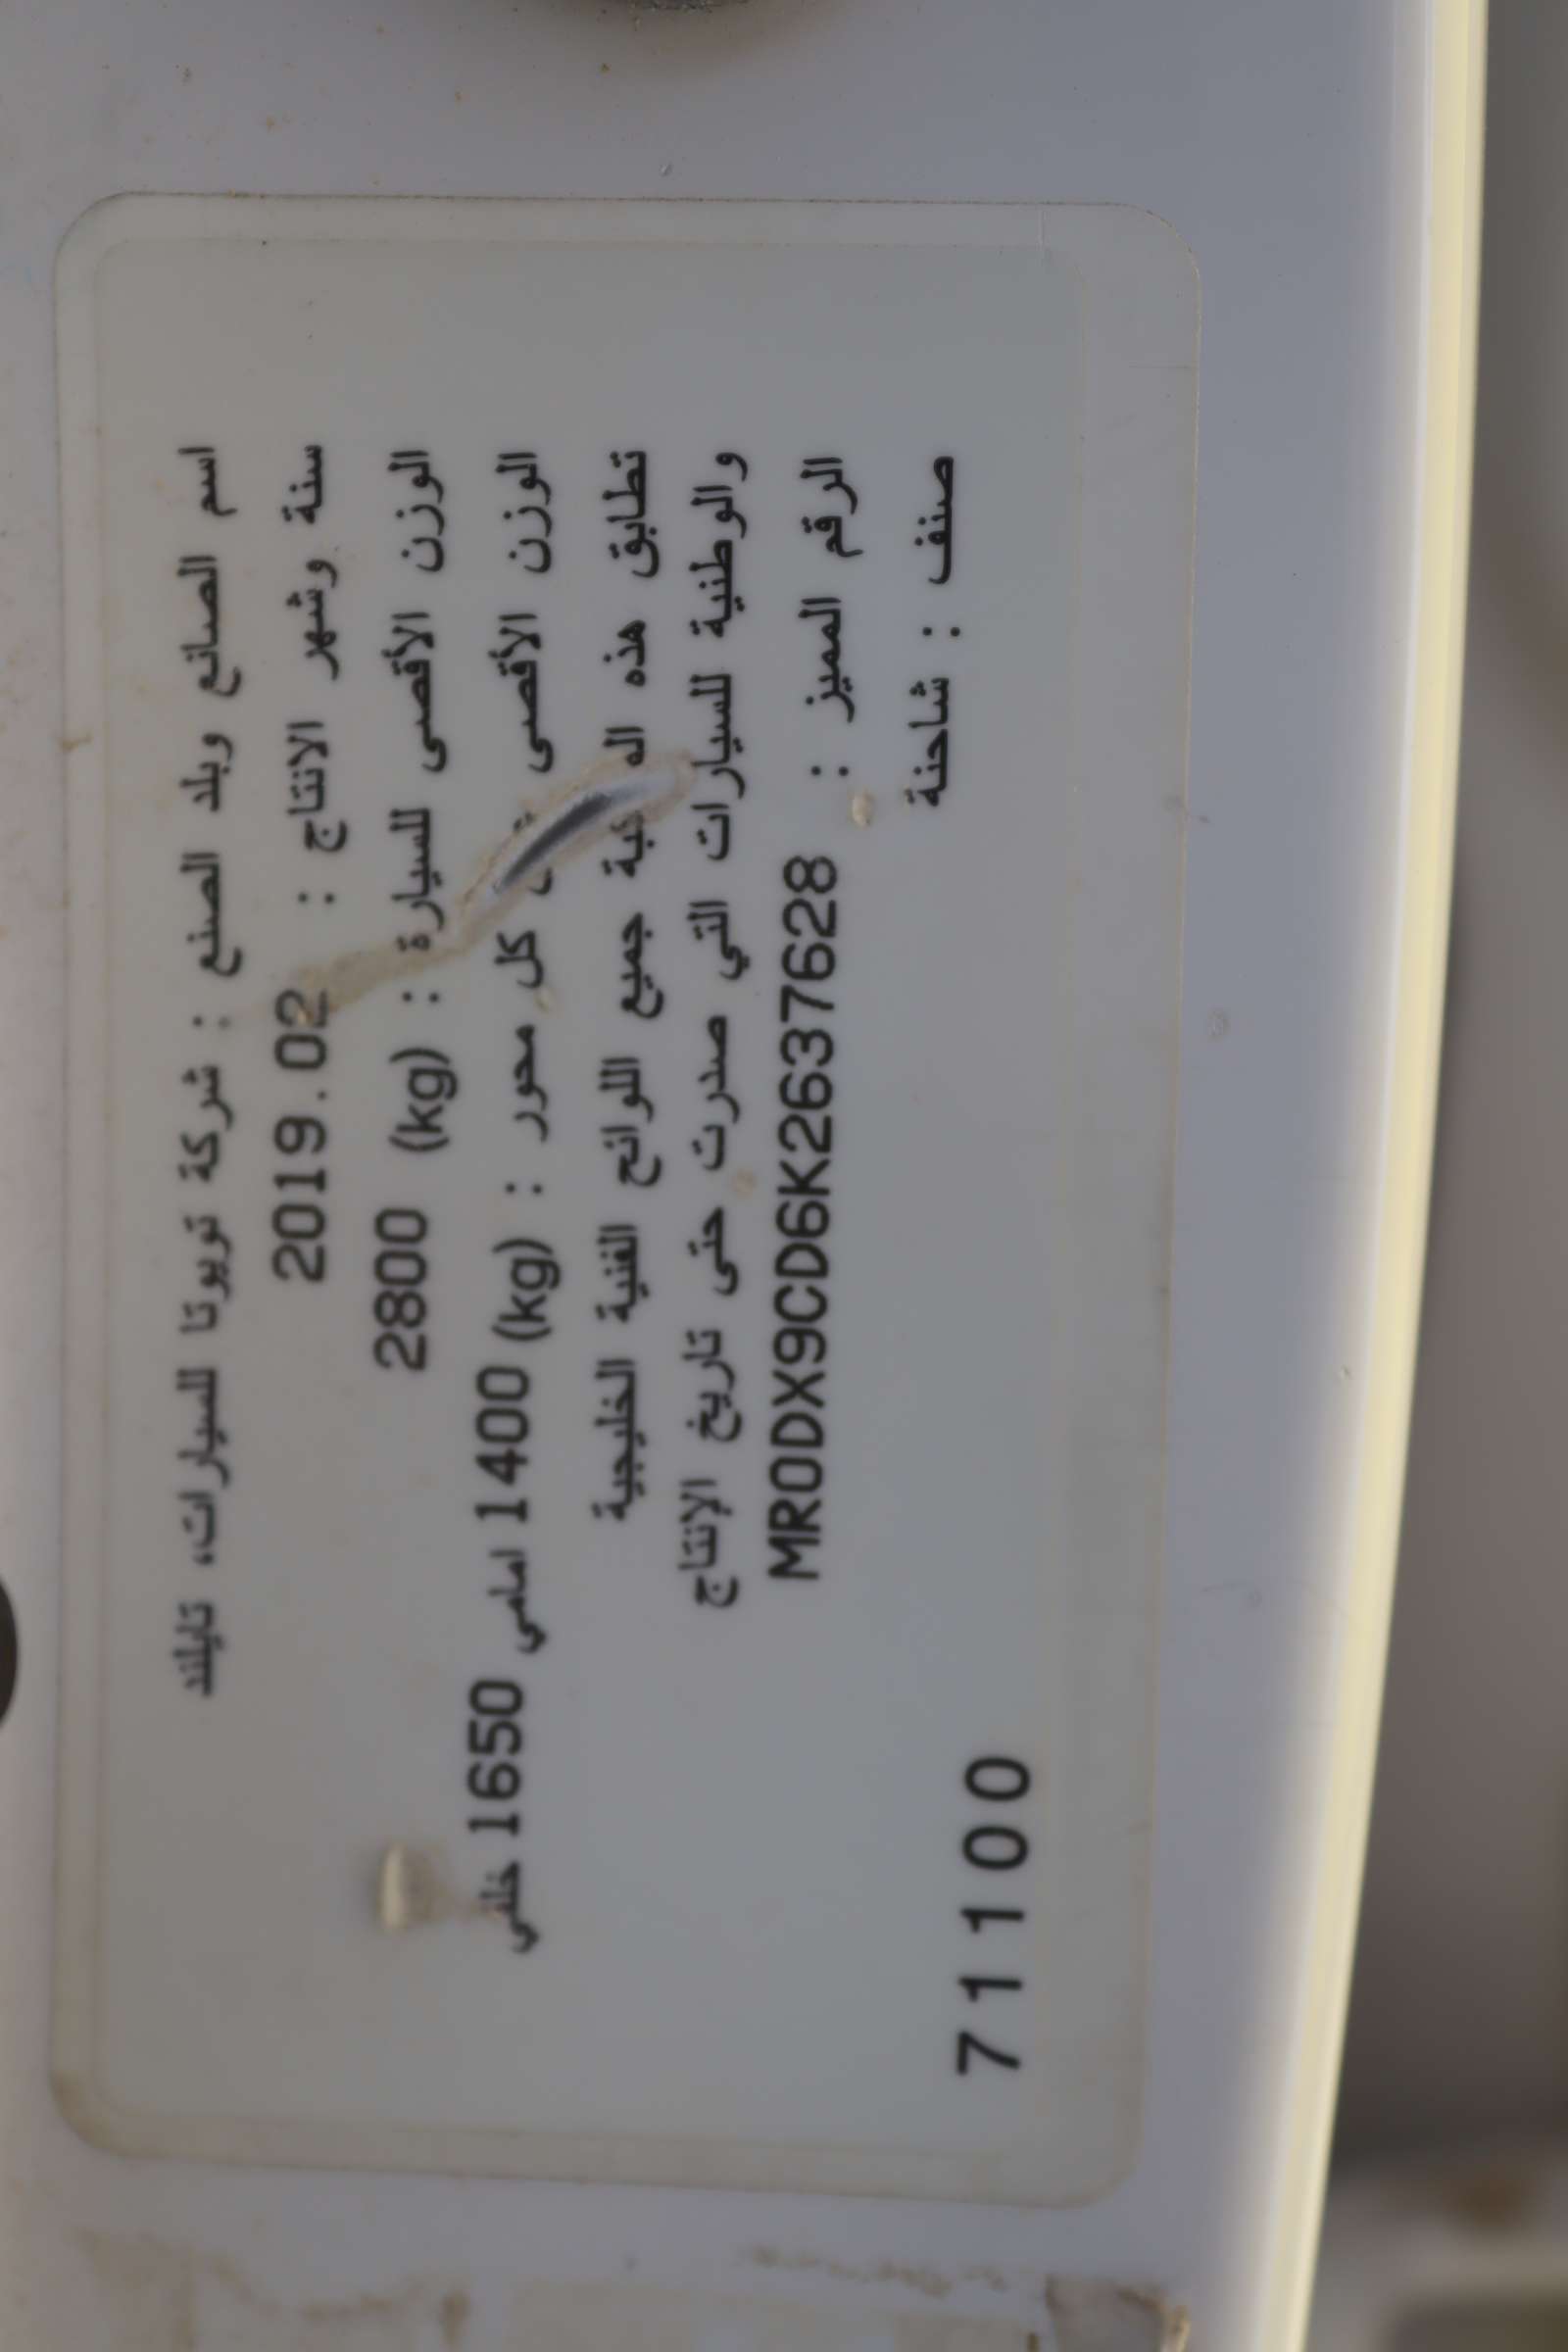 اسم الصانع وبلد الصنع : شركة تويوتا للسيارات، تايلند
سنة وشهر الانتاج : 2019.02
الوزن الأقصى للسيارة : (kg) 2800
الوزن الأقصى كل محور : (kg) 1400 امامي 1650 خلفي
تطابق هذه جميع اللوائح الفنية الخليجية
والوطنية للسيارات التي صدرت حتى تاريخ الإنتاج
الرقم المميز : MR0DX9CD6K2637628
صنف : شاحنة
71100